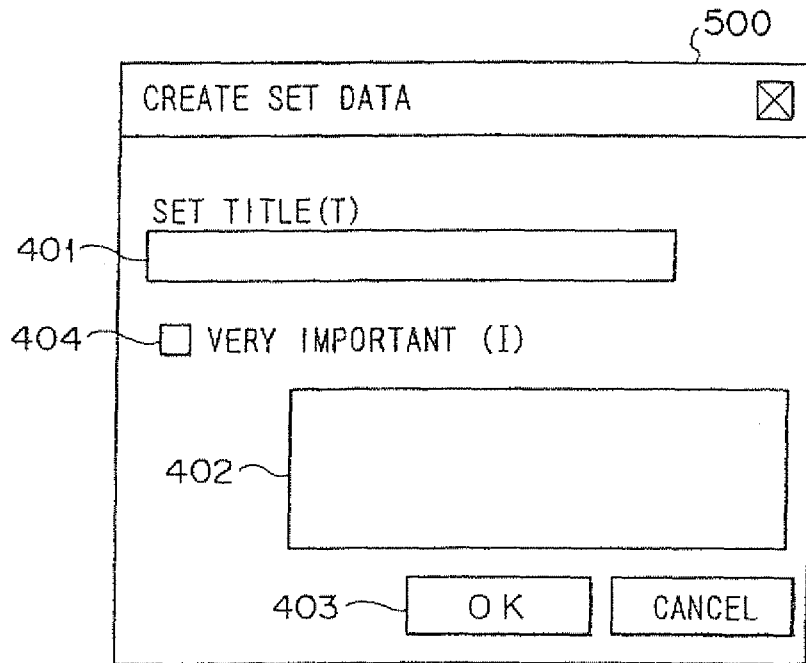 500
CREATE SET DATA
SET TITLE(T)
401
404 VERY IMPORTANT (I)
402
403 OK CANCEL